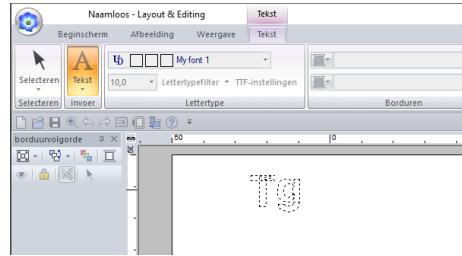 Naamloos - Layout & Editing Tekst
Beginscherm Afbeelding Weergave Tekst
My font 1
Selecteren Tekst 10,0 Lettertypefilter TTF-instellingen
Selecteren Invoer Lettertype Borduren
borduurvolgorde mm 50 0
Tg